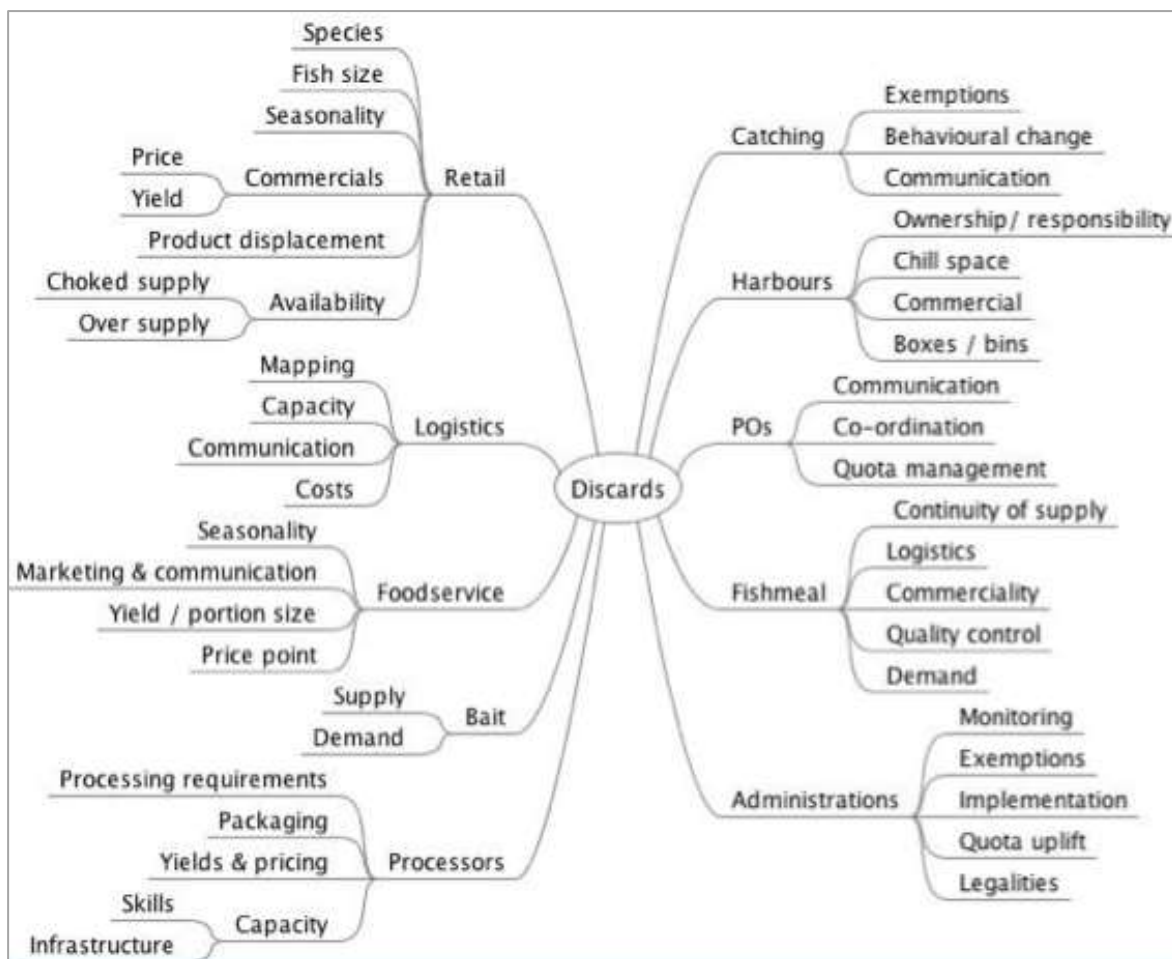 Species
Fish size
Seasonality
Price
Yield
Commercials
Retail
Product displacement
Choked supply
Over supply
Availability
Mapping
Capacity
Communication
Costs
Logistics
Seasonality
Marketing & communication
Yield / portion size
Price point
Foodservice
Supply
Demand
Bait
Processing requirements
Packaging
Yields & pricing
Processors
Skills
Infrastructure
Capacity
Discards
Catching
Exemptions
Behavioural change
Communication
Harbours
Ownership/ responsibility
Chill space
Commercial
Boxes / bins
POs
Communication
Co-ordination
Quota management
Fishmeal
Continuity of supply
Logistics
Commerciality
Quality control
Demand
Administrations
Monitoring
Exemptions
Implementation
Quota uplift
Legalities